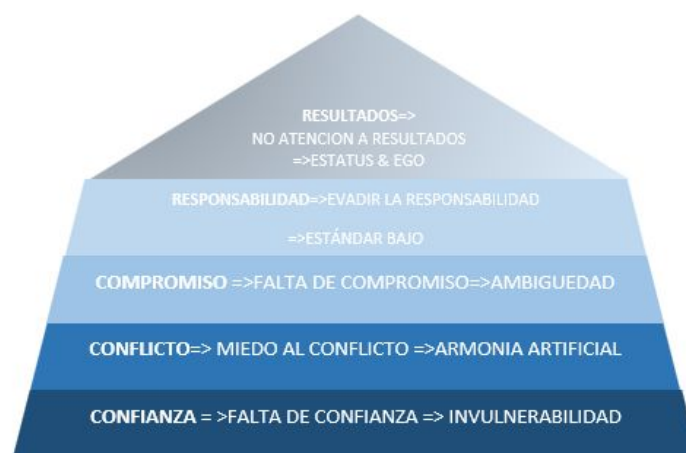 RESULTADOS=>
NO ATENCION A RESULTADOS
=>ESTATUS & EGO
RESPONSABILIDAD=>EVADIR LA RESPONSABILIDAD
=>ESTÁNDAR BAJO
COMPROMISO =>FALTA DE COMPROMISO=>AMBIGUEDAD
CONFLICTO=> MIEDO AL CONFLICTO =>ARMONIA ARTIFICIAL
CONFIANZA = >FALTA DE CONFIANZA => INVULNERABILIDAD